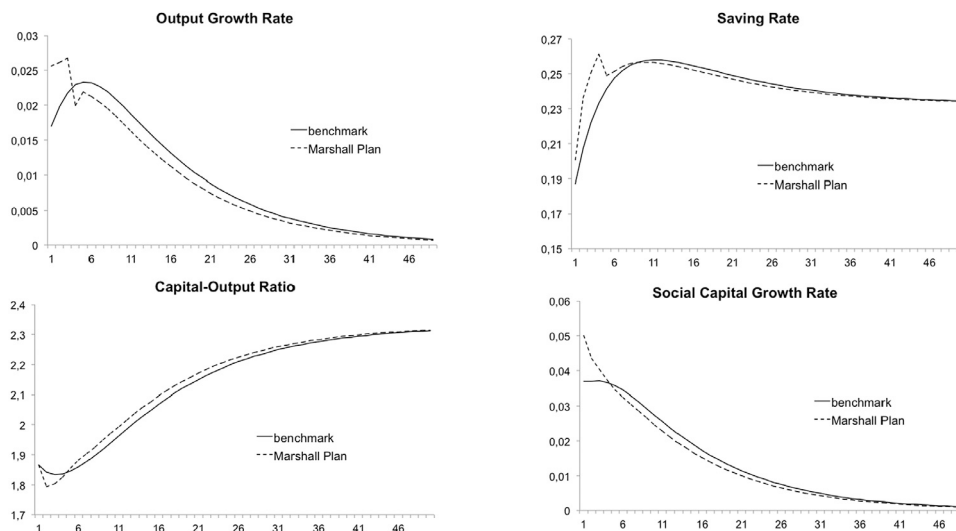 Output Growth Rate
0,03
0,025
0,02
0,015
0,01
0,005
0
benchmark
Marshall Plan
1 6 11 16 21 26 31 36 41 46
Saving Rate
0,27
0,25
0,23
0,21
0,19
0,17
0,15
benchmark
Marshall Plan
1 6 11 16 21 26 31 36 41 46
Capital-Output Ratio
2,4
2,3
2,2
2,1
2
1,9
1,8
1,7
benchmark
Marshall Plan
1 6 11 16 21 26 31 36 41 46
Social Capital Growth Rate
0,06
0,05
0,04
0,03
0,02
0,01
0
benchmark
Marshall Plan
1 6 11 16 21 26 31 36 41 46